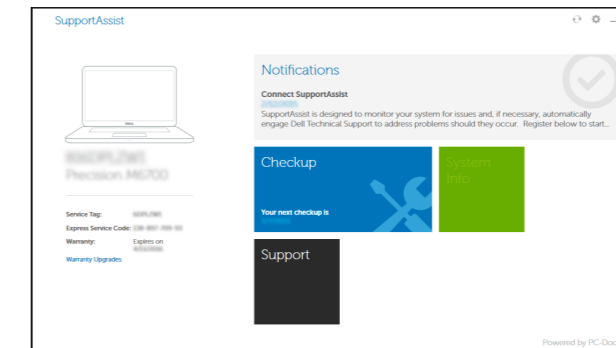 SupportAssist
Notifications
Connect SupportAssist
SupportAssist is designed to monitor your system for issues and, if necessary, automatically
engage Dell Technical Support to address problems should they occur. Register below to start...
DELL
Precision M6700
Checkup
System
Info
Your next checkup is
Service Tag:
Express Service Code:
Warranty: Expires on
Warranty Upgrades
Support
Powered by PC-Doc